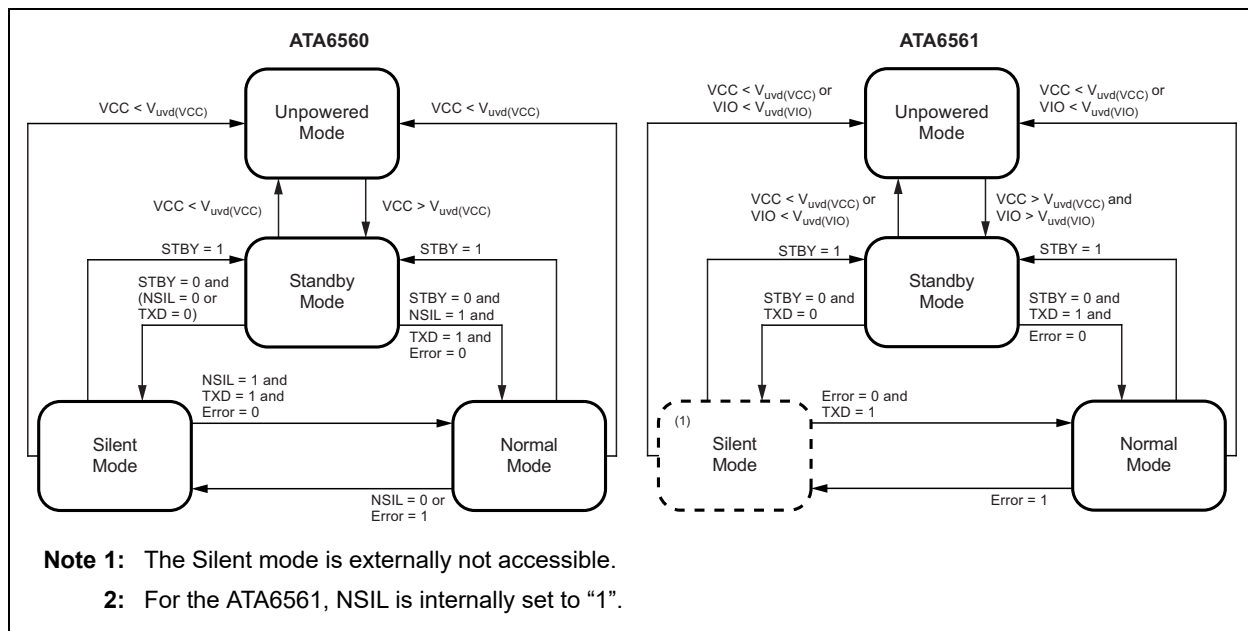 ATA6560
VCC < Vuvd(VCC)
VCC < Vuvd(VCC)
Unpowered
Mode
VCC < Vuvd(VCC)
VCC > Vuvd(VCC)
STBY = 1
STBY = 1
Standby
Mode
STBY = 0 and
(NSIL = 0 or
TXD = 0)
STBY = 0 and
NSIL = 1 and
TXD = 1 and
Error = 0
NSIL = 1 and
TXD = 1 and
Error = 0
Silent
Mode
Normal
Mode
NSIL = 0 or
Error = 1
ATA6561
VCC < Vuvd(VCC) or
VIO < Vuvd(VIO)
VCC < Vuvd(VCC) or
VIO < Vuvd(VIO)
Unpowered
Mode
VCC < Vuvd(VCC) or
VIO < Vuvd(VIO)
VCC > Vuvd(VCC) and
VIO > Vuvd(VIO)
STBY = 1
STBY = 1
Standby
Mode
STBY = 0 and
TXD = 0
STBY = 0 and
TXD = 1 and
Error = 0
Error = 0 and
TXD = 1
(1)
Silent
Mode
Normal
Mode
Error = 1
Note 1: The Silent mode is externally not accessible.
2: For the ATA6561, NSIL is internally set to “1”.